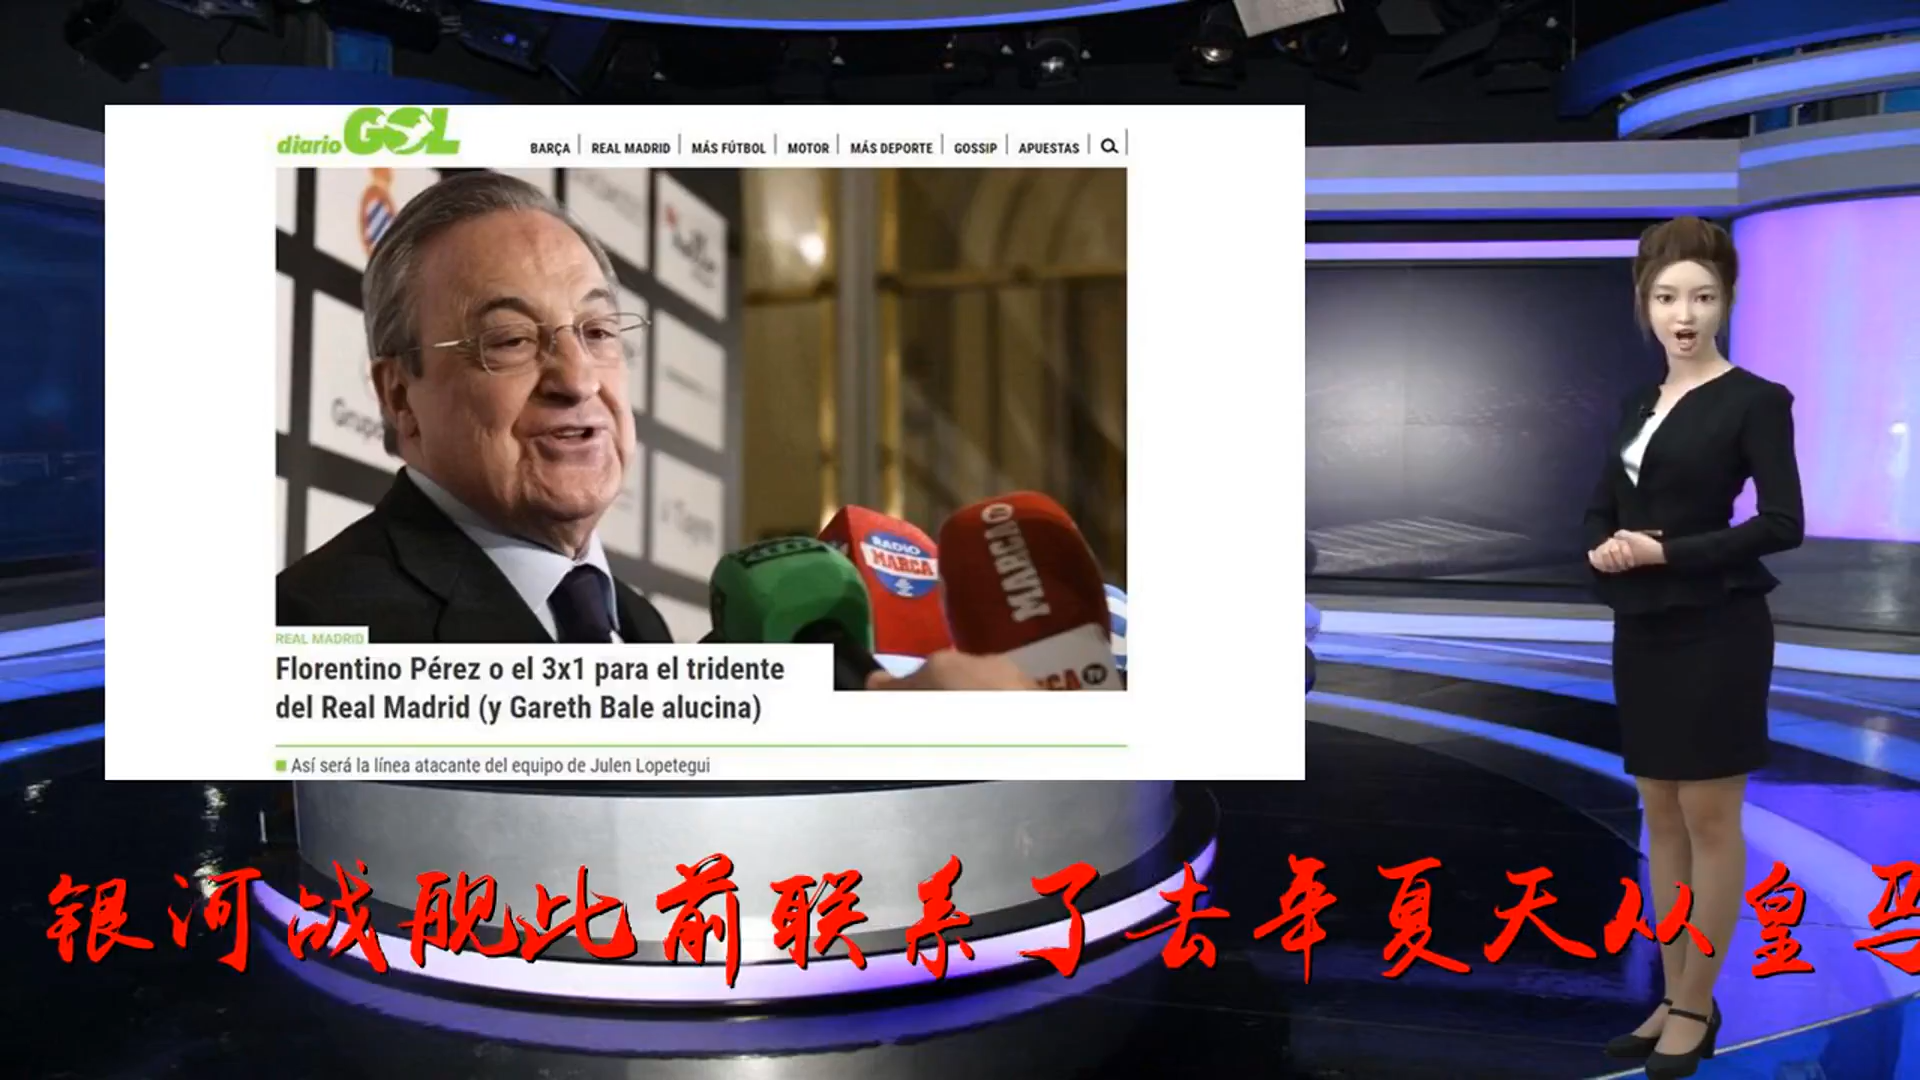 diario GOL
BARÇA REAL MADRID MÁS FÚTBOL MOTOR MÁS DEPORTE GOSSIP APUESTAS
Grupo
RADIO
MARCA
MARCA
REAL MADRID
Florentino Pérez o el 3x1 para el tridente
del Real Madrid (y Gareth Bale alucina)
Así será la línea atacante del equipo de Julen Lopetegui
银河战舰此前联系了去年夏天从皇马